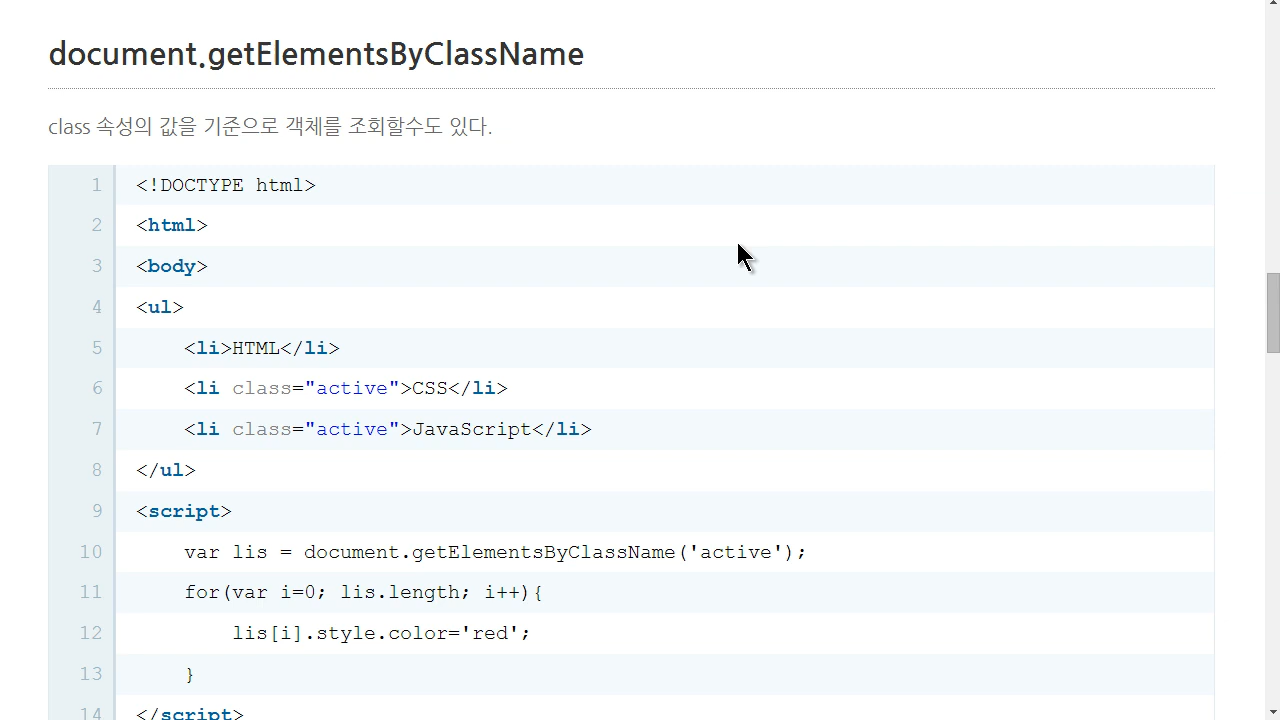 document.getElementsByClassName
class 속성의 값을 기준으로 객체를 조회할수도 있다.
1 <!DOCTYPE html>
2 <html>
3 <body>
4 <ul>
5     <li>HTML</li>
6     <li class="active">CSS</li>
7     <li class="active">JavaScript</li>
8 </ul>
9 <script>
10     var lis = document.getElementsByClassName('active');
11     for(var i=0; lis.length; i++){
12         lis[i].style.color='red';
13     }
14 </script>